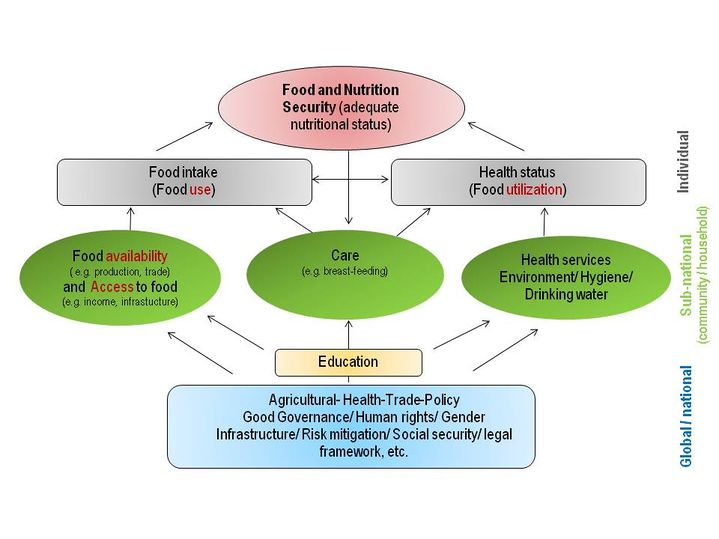 Food and Nutrition
Security (adequate
nutritional status)
Food intake
(Food use)
Health status
(Food utilization)
Individual
Food availability
( e.g. production, trade)
and Access to food
(e.g. income, infrastucture)
Care
(e.g. breast-feeding)
Health services
Environment/ Hygiene/
Drinking water
Sub-national
(community / household)
Education
Agricultural- Health-Trade-Policy
Good Governance/ Human rights/ Gender
Infrastructure/ Risk mitigation/ Social security/ legal
framework, etc.
Global / national